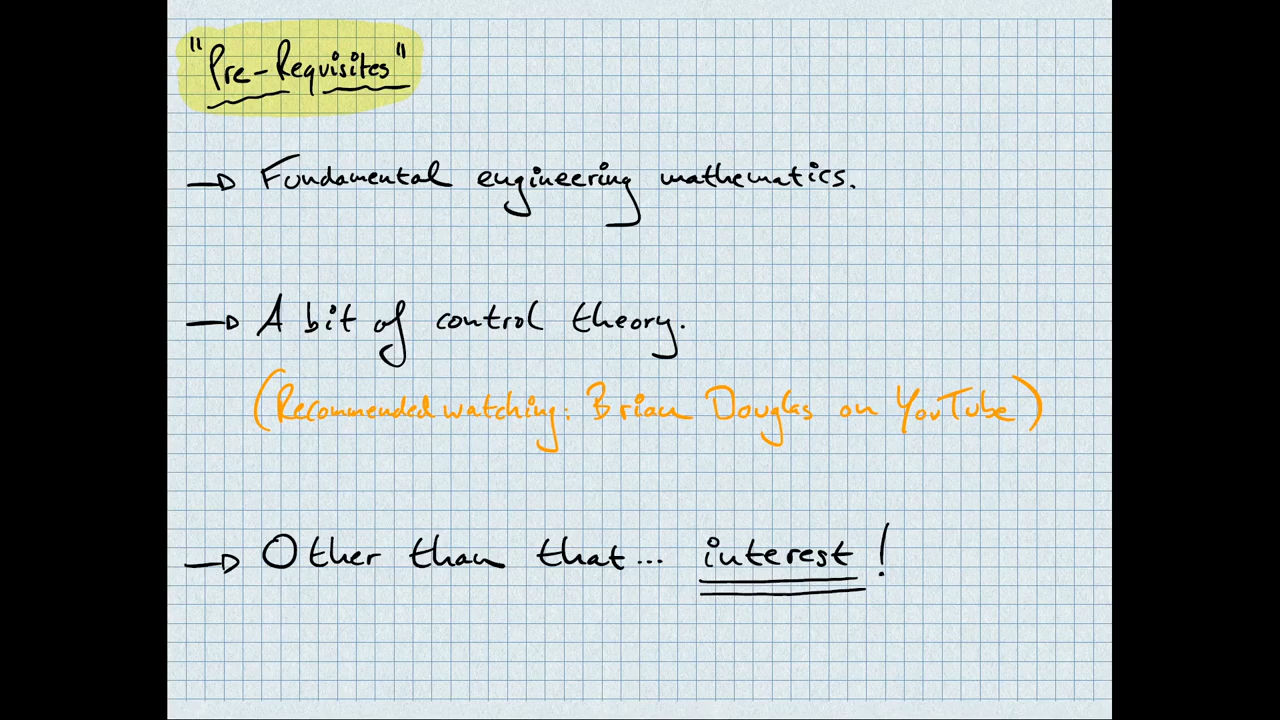 "Pre-Requisites"
→ Fundamental engineering mathematics.
→ A bit of control theory.
(Recommended watching: Brian Douglas on YouTube)
→ Other than that... interest!